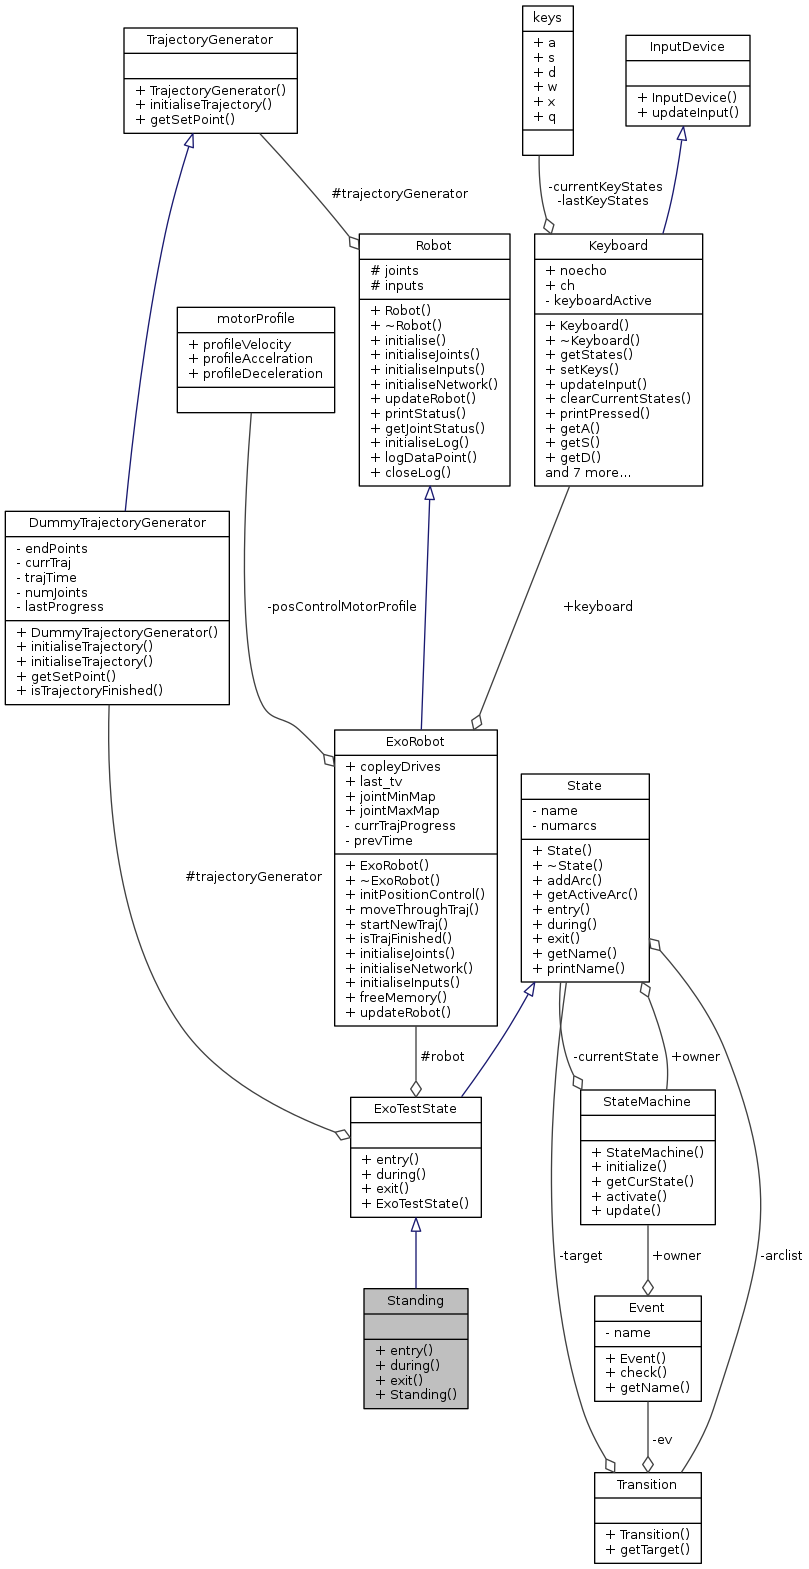 keys
+ a
+ s
+ d
+ w
+ x
+ q
TrajectoryGenerator
+ TrajectoryGenerator()
+ initialiseTrajectory()
+ getSetPoint()
InputDevice
+ InputDevice()
+ updateInput()
#trajectoryGenerator
-currentKeyStates
-lastKeyStates
Robot
# joints
# inputs
+ Robot()
+ ~Robot()
+ initialise()
+ initialiseJoints()
+ initialiseInputs()
+ initialiseNetwork()
+ updateRobot()
+ printStatus()
+ getJointStatus()
+ initialiseLog()
+ logDataPoint()
+ closeLog()
Keyboard
+ noecho
+ ch
- keyboardActive
+ Keyboard()
+ ~Keyboard()
+ getStates()
+ setKeys()
+ updateInput()
+ clearCurrentStates()
+ printPressed()
+ getA()
+ getS()
+ getD()
and 7 more...
motorProfile
+ profileVelocity
+ profileAccelration
+ profileDeceleration
DummyTrajectoryGenerator
- endPoints
- currTraj
- trajTime
- numJoints
- lastProgress
+ DummyTrajectoryGenerator()
+ initialiseTrajectory()
+ initialiseTrajectory()
+ getSetPoint()
+ isTrajectoryFinished()
-posControlMotorProfile
+keyboard
ExoRobot
+ copleyDrives
+ last_tv
+ jointMinMap
+ jointMaxMap
- currTrajProgress
- prevTime
+ ExoRobot()
+ ~ExoRobot()
+ initPositionControl()
+ moveThroughTraj()
+ startNewTraj()
+ isTrajFinished()
+ initialiseJoints()
+ initialiseNetwork()
+ initialiseInputs()
+ freeMemory()
+ updateRobot()
State
- name
- numarcs
+ State()
+ ~State()
+ addArc()
+ getActiveArc()
+ entry()
+ during()
+ exit()
+ getName()
+ printName()
#trajectoryGenerator
#robot
-currentState
+owner
ExoTestState
+ entry()
+ during()
+ exit()
+ ExoTestState()
StateMachine
+ StateMachine()
+ initialize()
+ getCurState()
+ activate()
+ update()
-target
+owner
-arclist
Standing
+ entry()
+ during()
+ exit()
+ Standing()
Event
- name
+ Event()
+ check()
+ getName()
-ev
Transition
+ Transition()
+ getTarget()